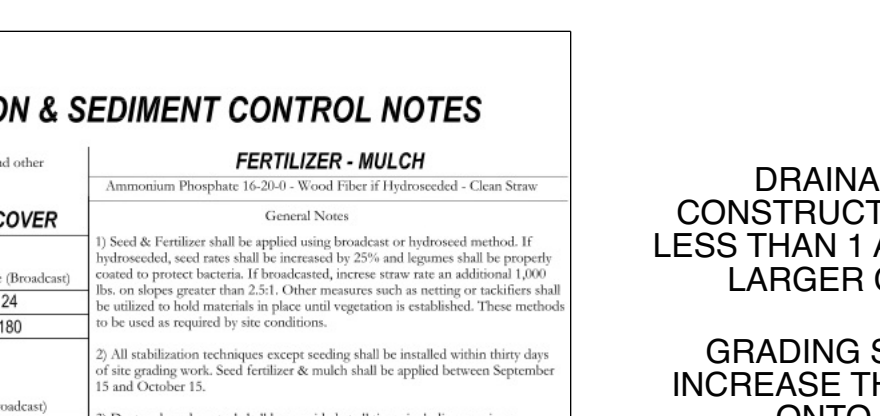 & SEDIMENT CONTROL NOTES
other
COVER
(Broadcast)
24
180
FERTILIZER - MULCH
Ammonium Phosphate 16-20-0 - Wood Fiber if Hydroseeded - Clean Straw
General Notes
1) Seed & Fertilizer shall be applied using broadcast or hydroseed method. If
hydroseeded, seed rates shall be increased by 25% and legumes shall be properly
coated to protect bacteria. If broadcasted, increse straw rate an additional 1,000
lbs. on slopes greater than 2.5:1. Other measures such as netting or tackifiers shall
be utilized to hold materials in place until vegetation is established. These methods
to be used as required by site conditions.
2) All stabilization techniques except seeding shall be installed within thirty days
of site grading work. Seed fertilizer & mulch shall be applied between September
15 and October 15.
DRAINA
CONSTRUCT
LESS THAN 1
LARGER
GRADING
INCREASE
ONTO